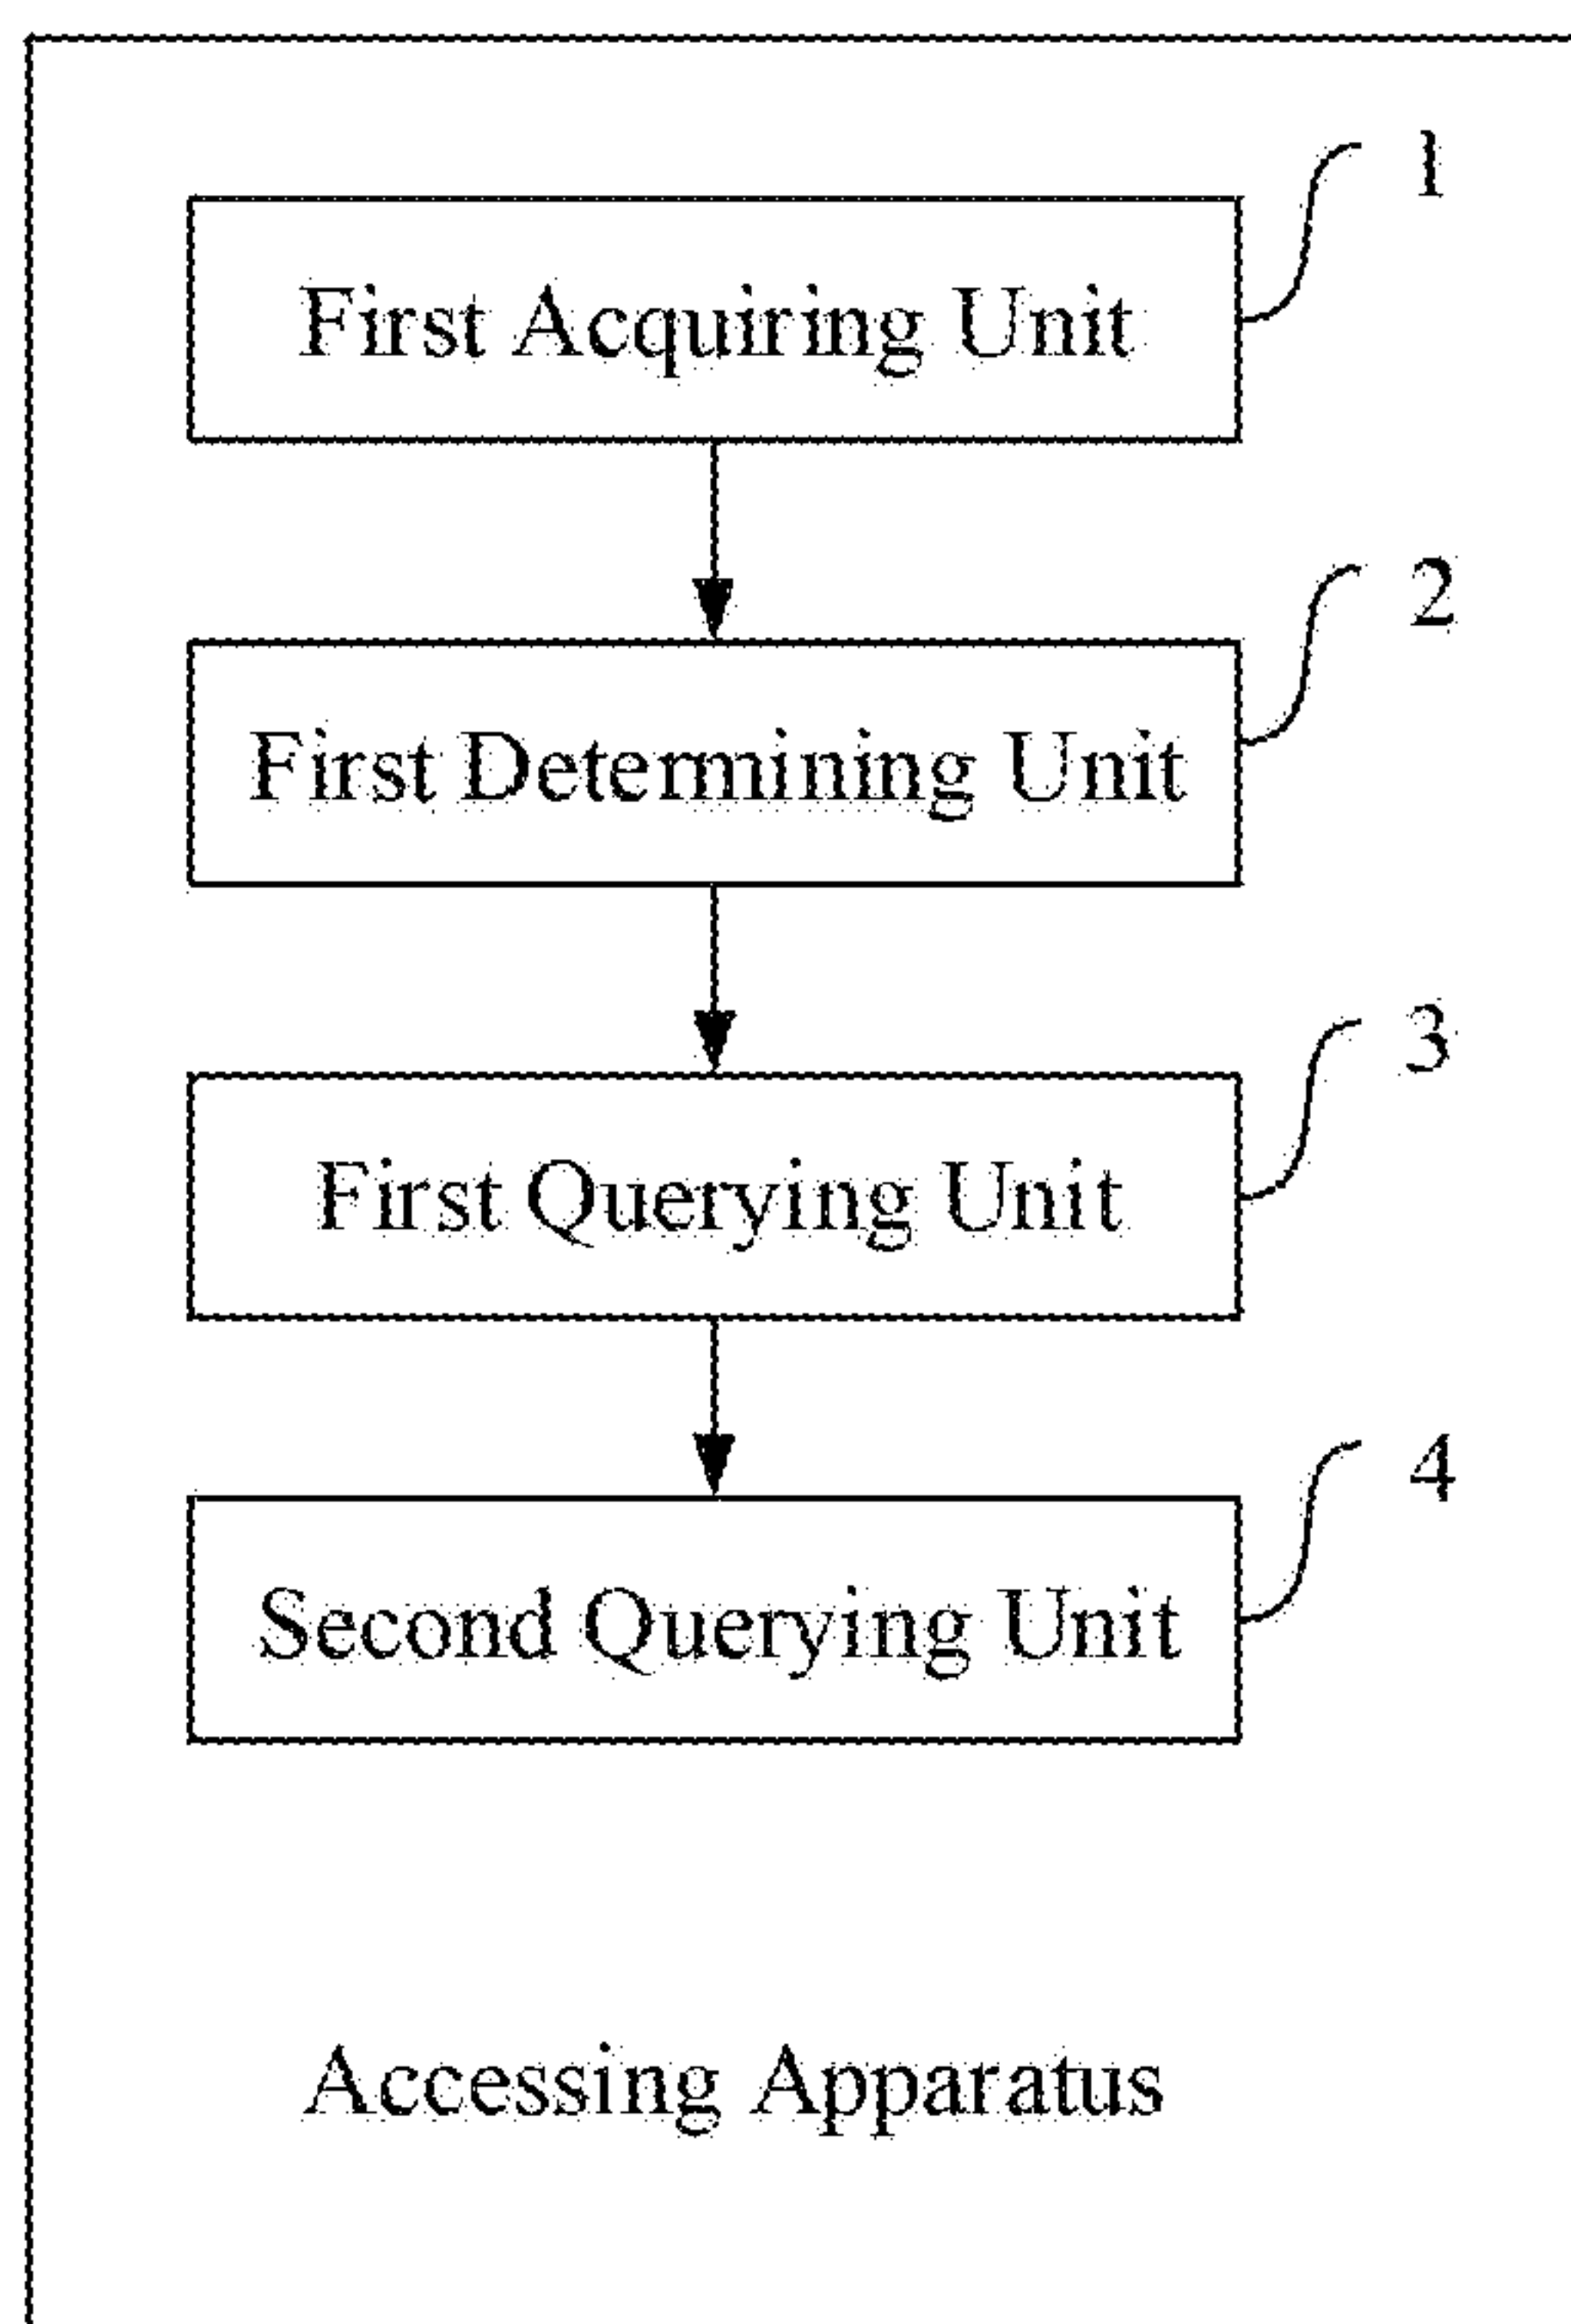 1
First Acquiring Unit
2
First Determining Unit
3
First Querying Unit
4
Second Querying Unit
Accessing Apparatus